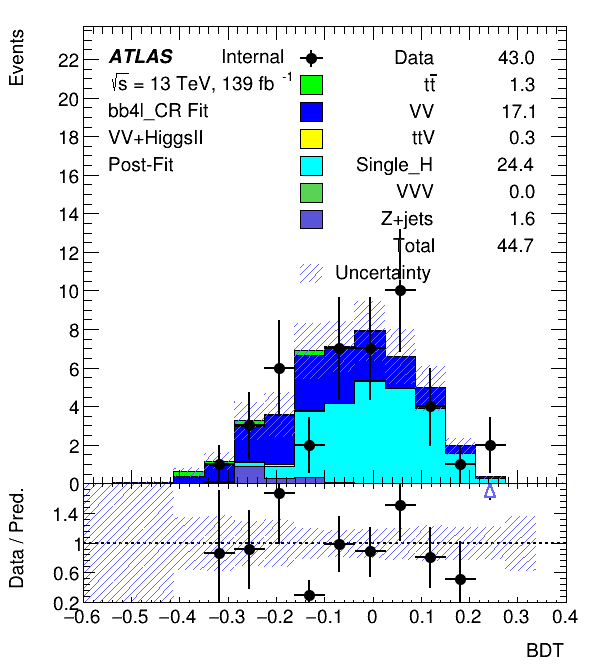 Events
ATLAS Internal
√s = 13 TeV, 139 fb⁻¹
bb4l_CR Fit
VV+HiggsII
Post-Fit
Data 43.0
tt̄ 1.3
VV 17.1
ttV 0.3
Single_H 24.4
VVV 0.0
Z+jets 1.6
Total 44.7
Uncertainty
22
20
18
16
14
12
10
8
6
4
2
0
Data / Pred.
1.4
1
0.6
0.2
−0.6 −0.5 −0.4 −0.3 −0.2 −0.1 0 0.1 0.2 0.3 0.4
BDT